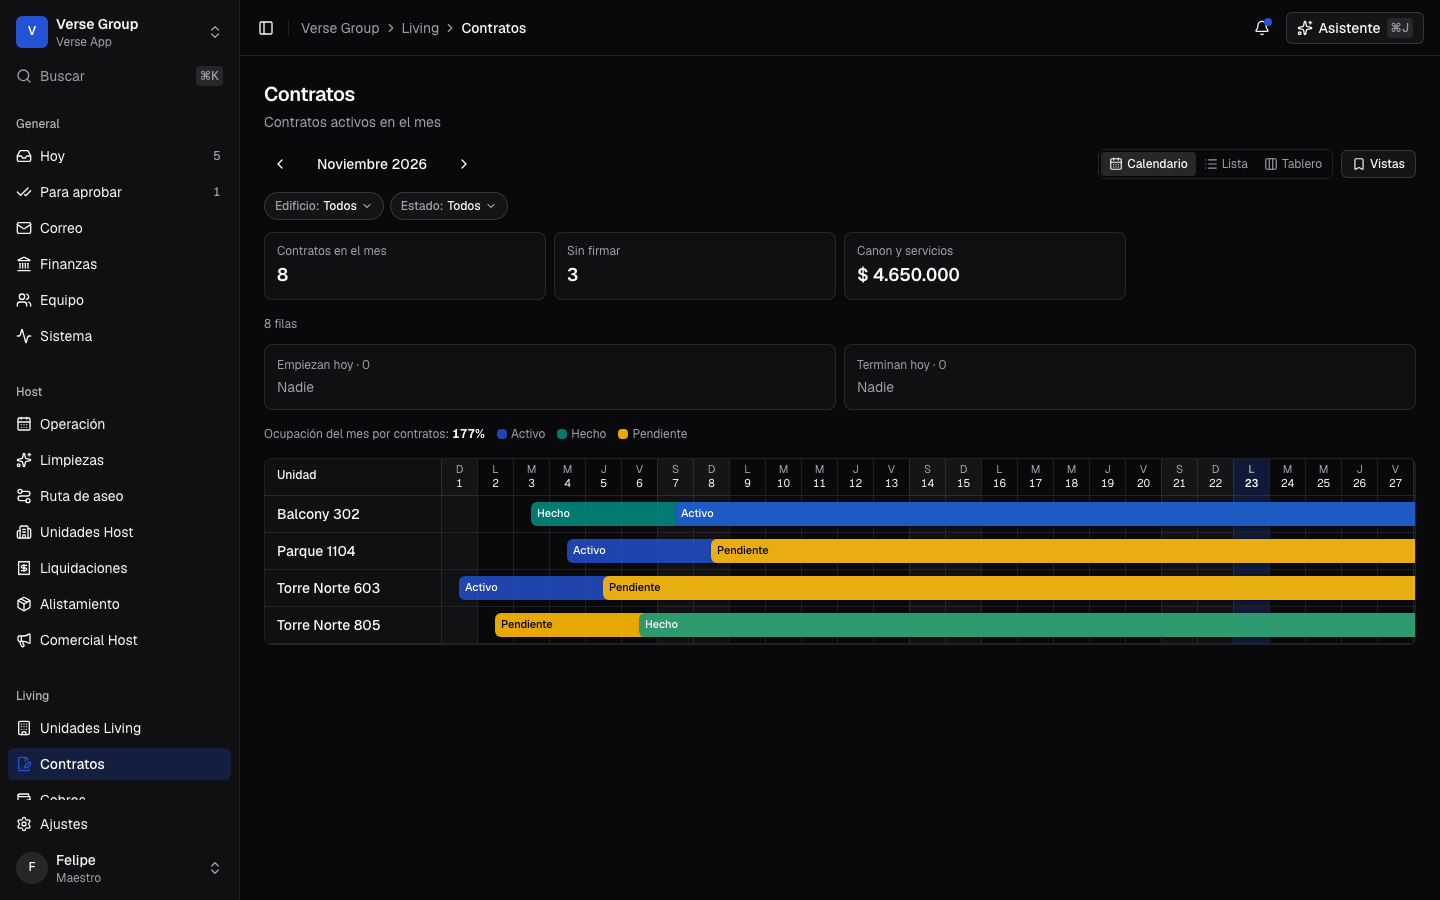 V
Verse Group
Verse App
Buscar
⌘K
General
Hoy
5
Para aprobar
1
Correo
Finanzas
Equipo
Sistema
Host
Operación
Limpiezas
Ruta de aseo
Unidades Host
Liquidaciones
Alistamiento
Comercial Host
Living
Unidades Living
Contratos
Cobros
Ajustes
F
Felipe
Maestro
Verse Group > Living > Contratos
Asistente ⌘J
Contratos
Contratos activos en el mes
Noviembre 2026
Calendario
Lista
Tablero
Vistas
Edificio: Todos
Estado: Todos
Contratos en el mes
8
Sin firmar
3
Canon y servicios
$ 4.650.000
8 filas
Empiezan hoy · 0
Nadie
Terminan hoy · 0
Nadie
Ocupación del mes por contratos: 177% Activo Hecho Pendiente
Unidad
D L M M J V S D L M M J V S D L M M J V S D L M M J V
1 2 3 4 5 6 7 8 9 10 11 12 13 14 15 16 17 18 19 20 21 22 23 24 25 26 27
Balcony 302 Hecho Activo
Parque 1104 Activo Pendiente
Torre Norte 603 Activo Pendiente
Torre Norte 805 Pendiente Hecho